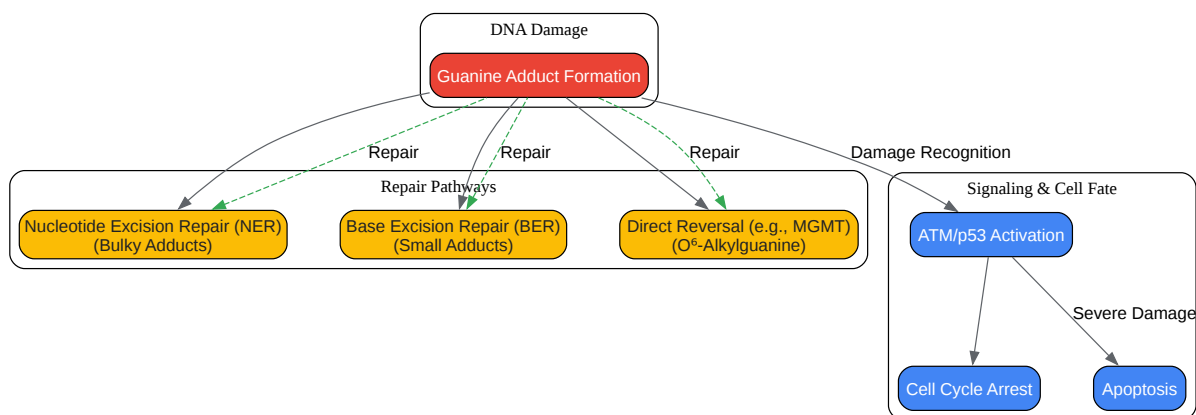 DNA Damage
Guanine Adduct Formation
Repair
Repair
Repair
Damage Recognition
Repair Pathways
Signaling & Cell Fate
Nucleotide Excision Repair (NER)
(Bulky Adducts)
Base Excision Repair (BER)
(Small Adducts)
Direct Reversal (e.g., MGMT)
(O⁶-Alkylguanine)
ATM/p53 Activation
Severe Damage
Cell Cycle Arrest
Apoptosis